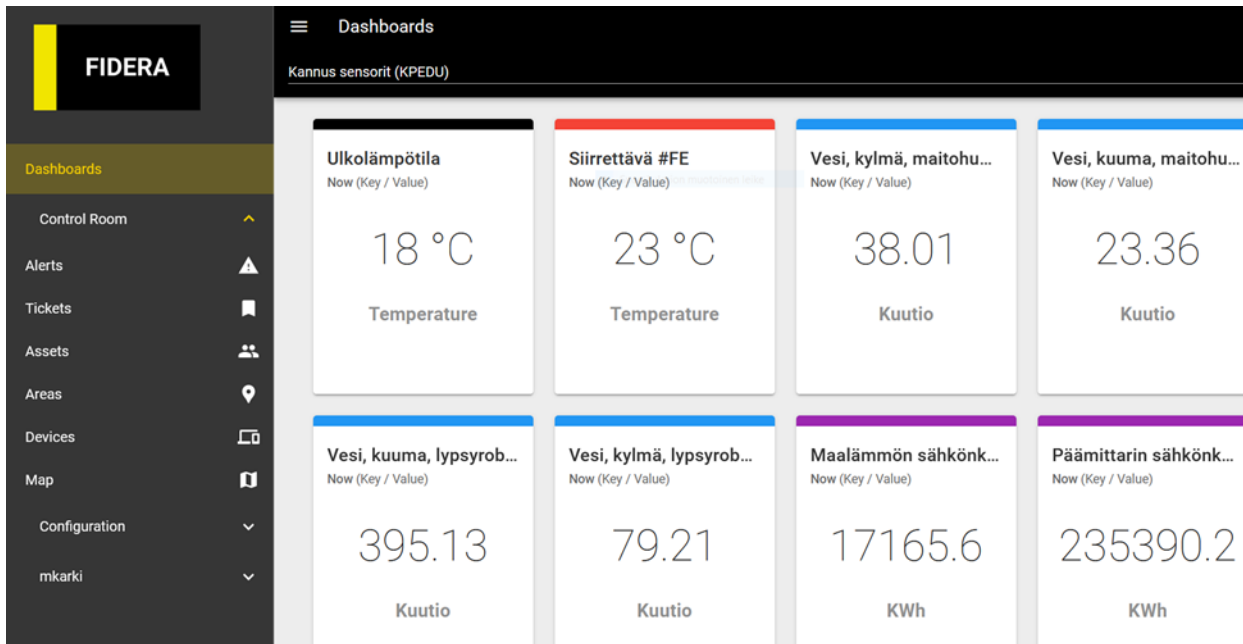 FIDERA
Dashboards
Control Room
Alerts
Tickets
Assets
Areas
Devices
Map
Configuration
mkarki
Dashboards
Kannus sensorit (KPEDU)
Ulkolämpötila
Now (Key / Value)
18 °C
Temperature
Siirrettävä #FE
Now (Key / Value)
23 °C
Temperature
Vesi, kylmä, maitohu...
Now (Key / Value)
38.01
Kuutio
Vesi, kuuma, maitohu...
Now (Key / Value)
23.36
Kuutio
Vesi, kuuma, lypsyrob...
Now (Key / Value)
395.13
Kuutio
Vesi, kylmä, lypsyrob...
Now (Key / Value)
79.21
Kuutio
Maalämmön sähkönk...
Now (Key / Value)
17165.6
KWh
Päämittarin sähkönk...
Now (Key / Value)
235390.2
KWh